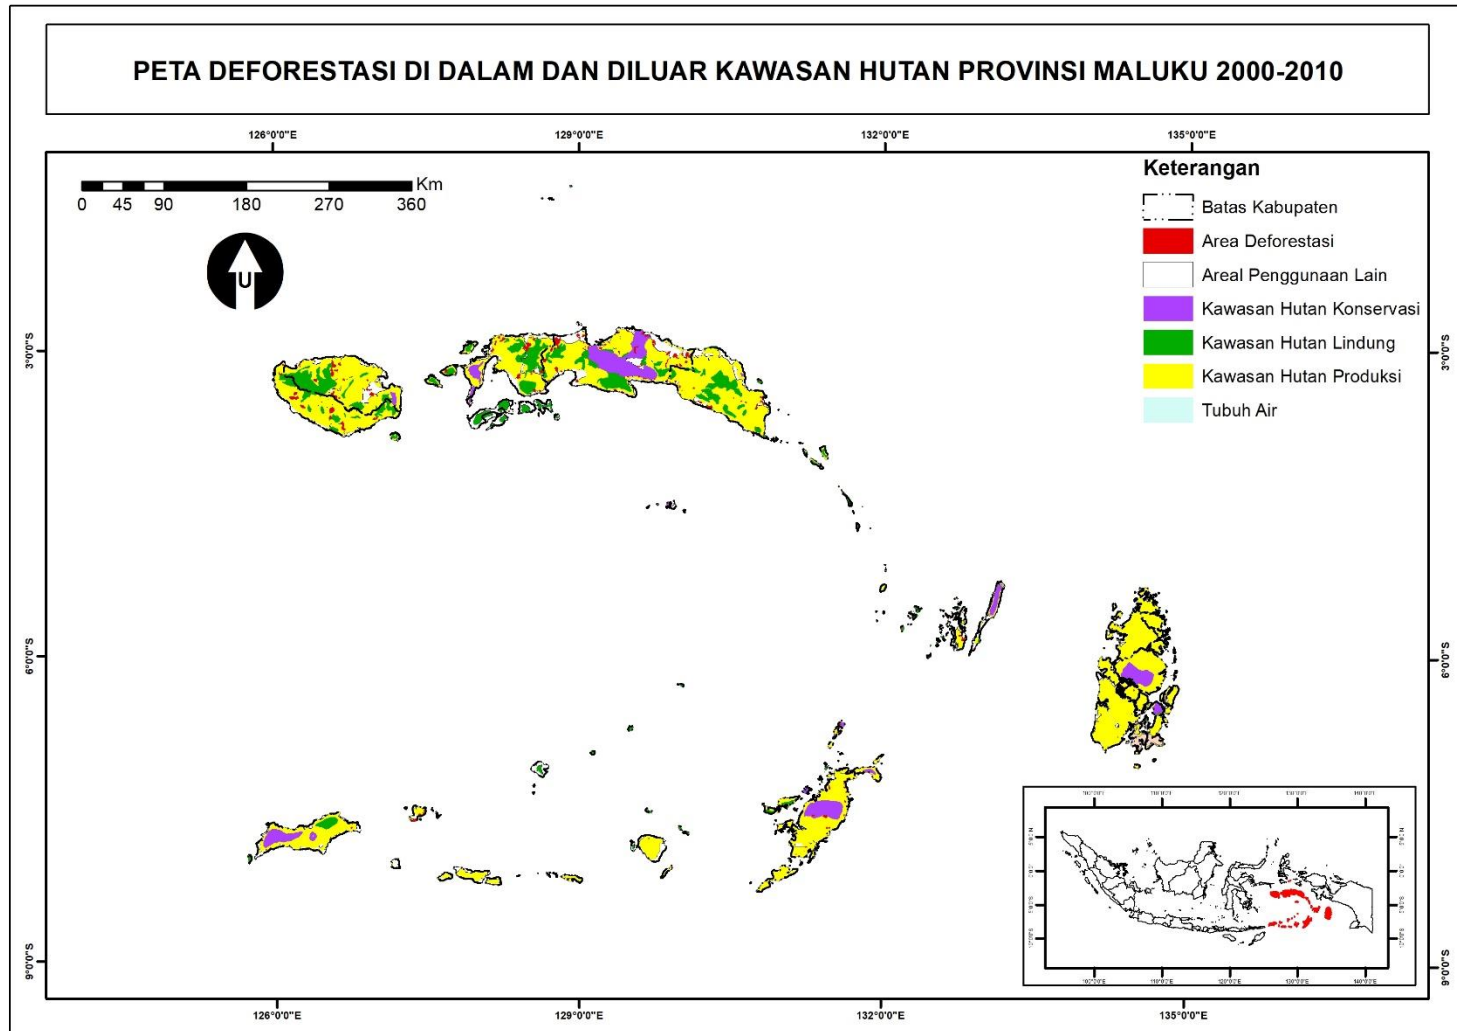 PETA DEFORESTASI DI DALAM DAN DILUAR KAWASAN HUTAN PROVINSI MALUKU 2000-2010
126°0'0"E 129°0'0"E 132°0'0"E 135°0'0"E
Km
0 45 90 180 270 360
U
Keterangan
Batas Kabupaten
Area Deforestasi
Areal Penggunaan Lain
Kawasan Hutan Konservasi
Kawasan Hutan Lindung
Kawasan Hutan Produksi
Tubuh Air
3°0'0"S 3°0'0"S
6°0'0"S 6°0'0"S
9°0'0"S 9°0'0"S
126°0'0"E 129°0'0"E 132°0'0"E 135°0'0"E